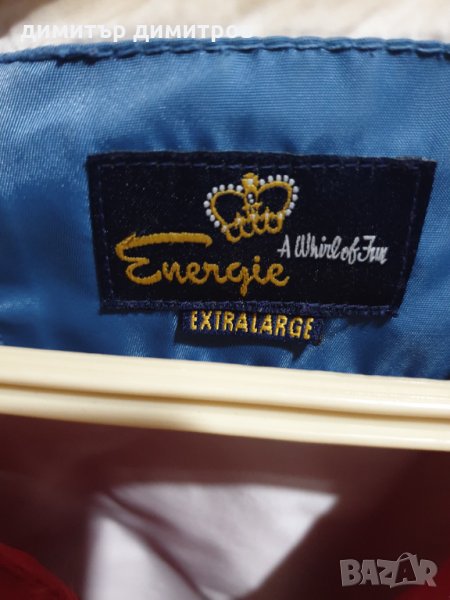 димитър димитров
Energie
A Whirl of Fun
EXTRALARGE
BAZAR